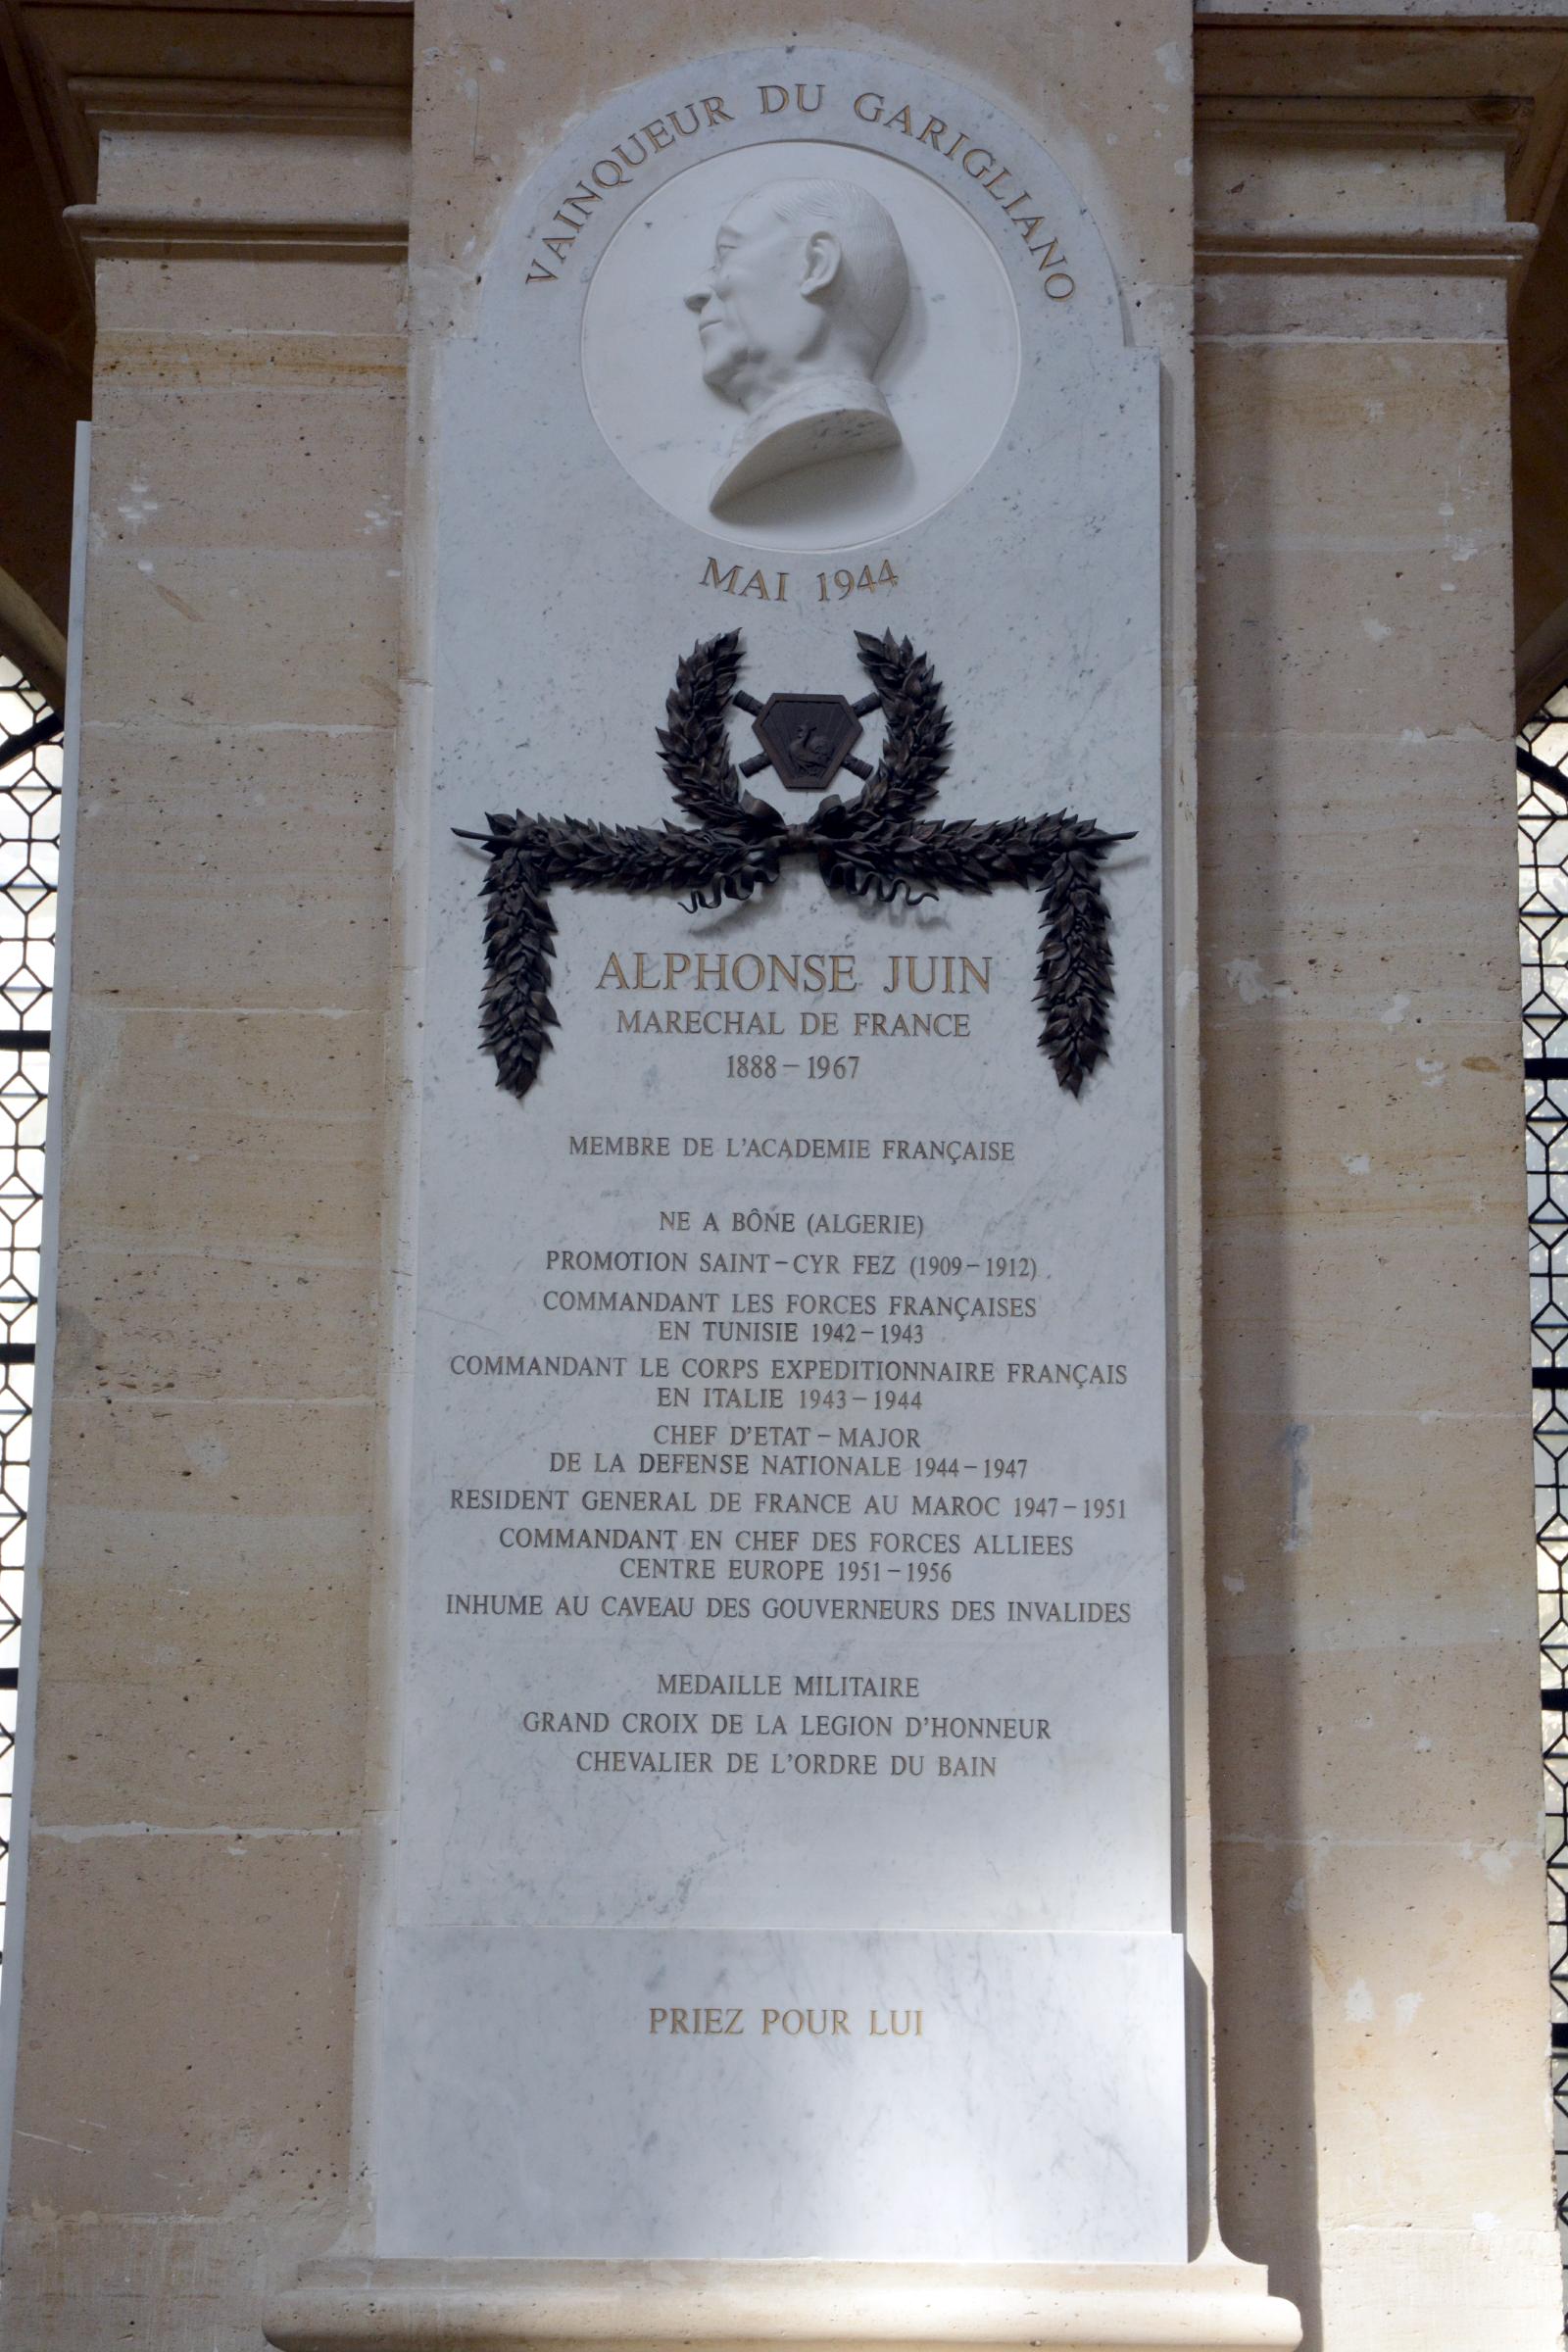 VAINQUEUR DU GARIGLIANO
MAI 1944
ALPHONSE JUIN
MARECHAL DE FRANCE
1888 – 1967
MEMBRE DE L'ACADEMIE FRANÇAISE
NE A BÔNE (ALGERIE)
PROMOTION SAINT – CYR FEZ (1909 – 1912)
COMMANDANT LES FORCES FRANÇAISES
EN TUNISIE 1942 – 1943
COMMANDANT LE CORPS EXPEDITIONNAIRE FRANÇAIS
EN ITALIE 1943 – 1944
CHEF D'ETAT – MAJOR
DE LA DEFENSE NATIONALE 1944 – 1947
RESIDENT GENERAL DE FRANCE AU MAROC 1947 – 1951
COMMANDANT EN CHEF DES FORCES ALLIEES
CENTRE EUROPE 1951 – 1956
INHUME AU CAVEAU DES GOUVERNEURS DES INVALIDES
MEDAILLE MILITAIRE
GRAND CROIX DE LA LEGION D'HONNEUR
CHEVALIER DE L'ORDRE DU BAIN
PRIEZ POUR LUI